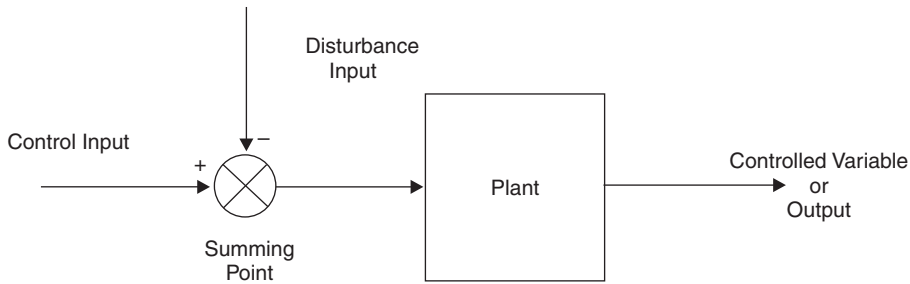 Disturbance
Input
Control Input
–
+
Plant
Controlled Variable
or
Output
Summing
Point